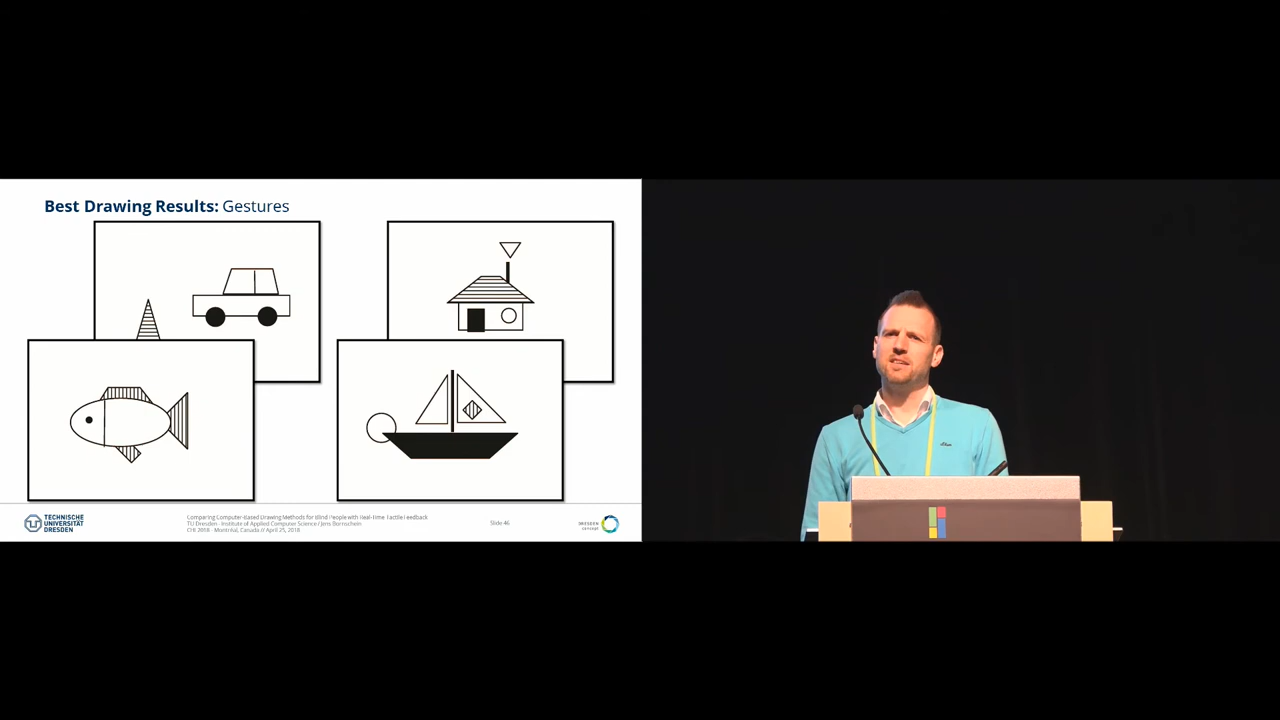 Best Drawing Results: Gestures
TECHNISCHE
UNIVERSITÄT
DRESDEN
Comparing Computer-Based Drawing Methods for Blind People with Real-Time Tactile Feedback
TU Dresden - Institute of Applied Computer Science / Jens Bornschein
CHI 2018 - Montréal, Canada // April 25, 2018
Slide 46
DRESDEN
concept